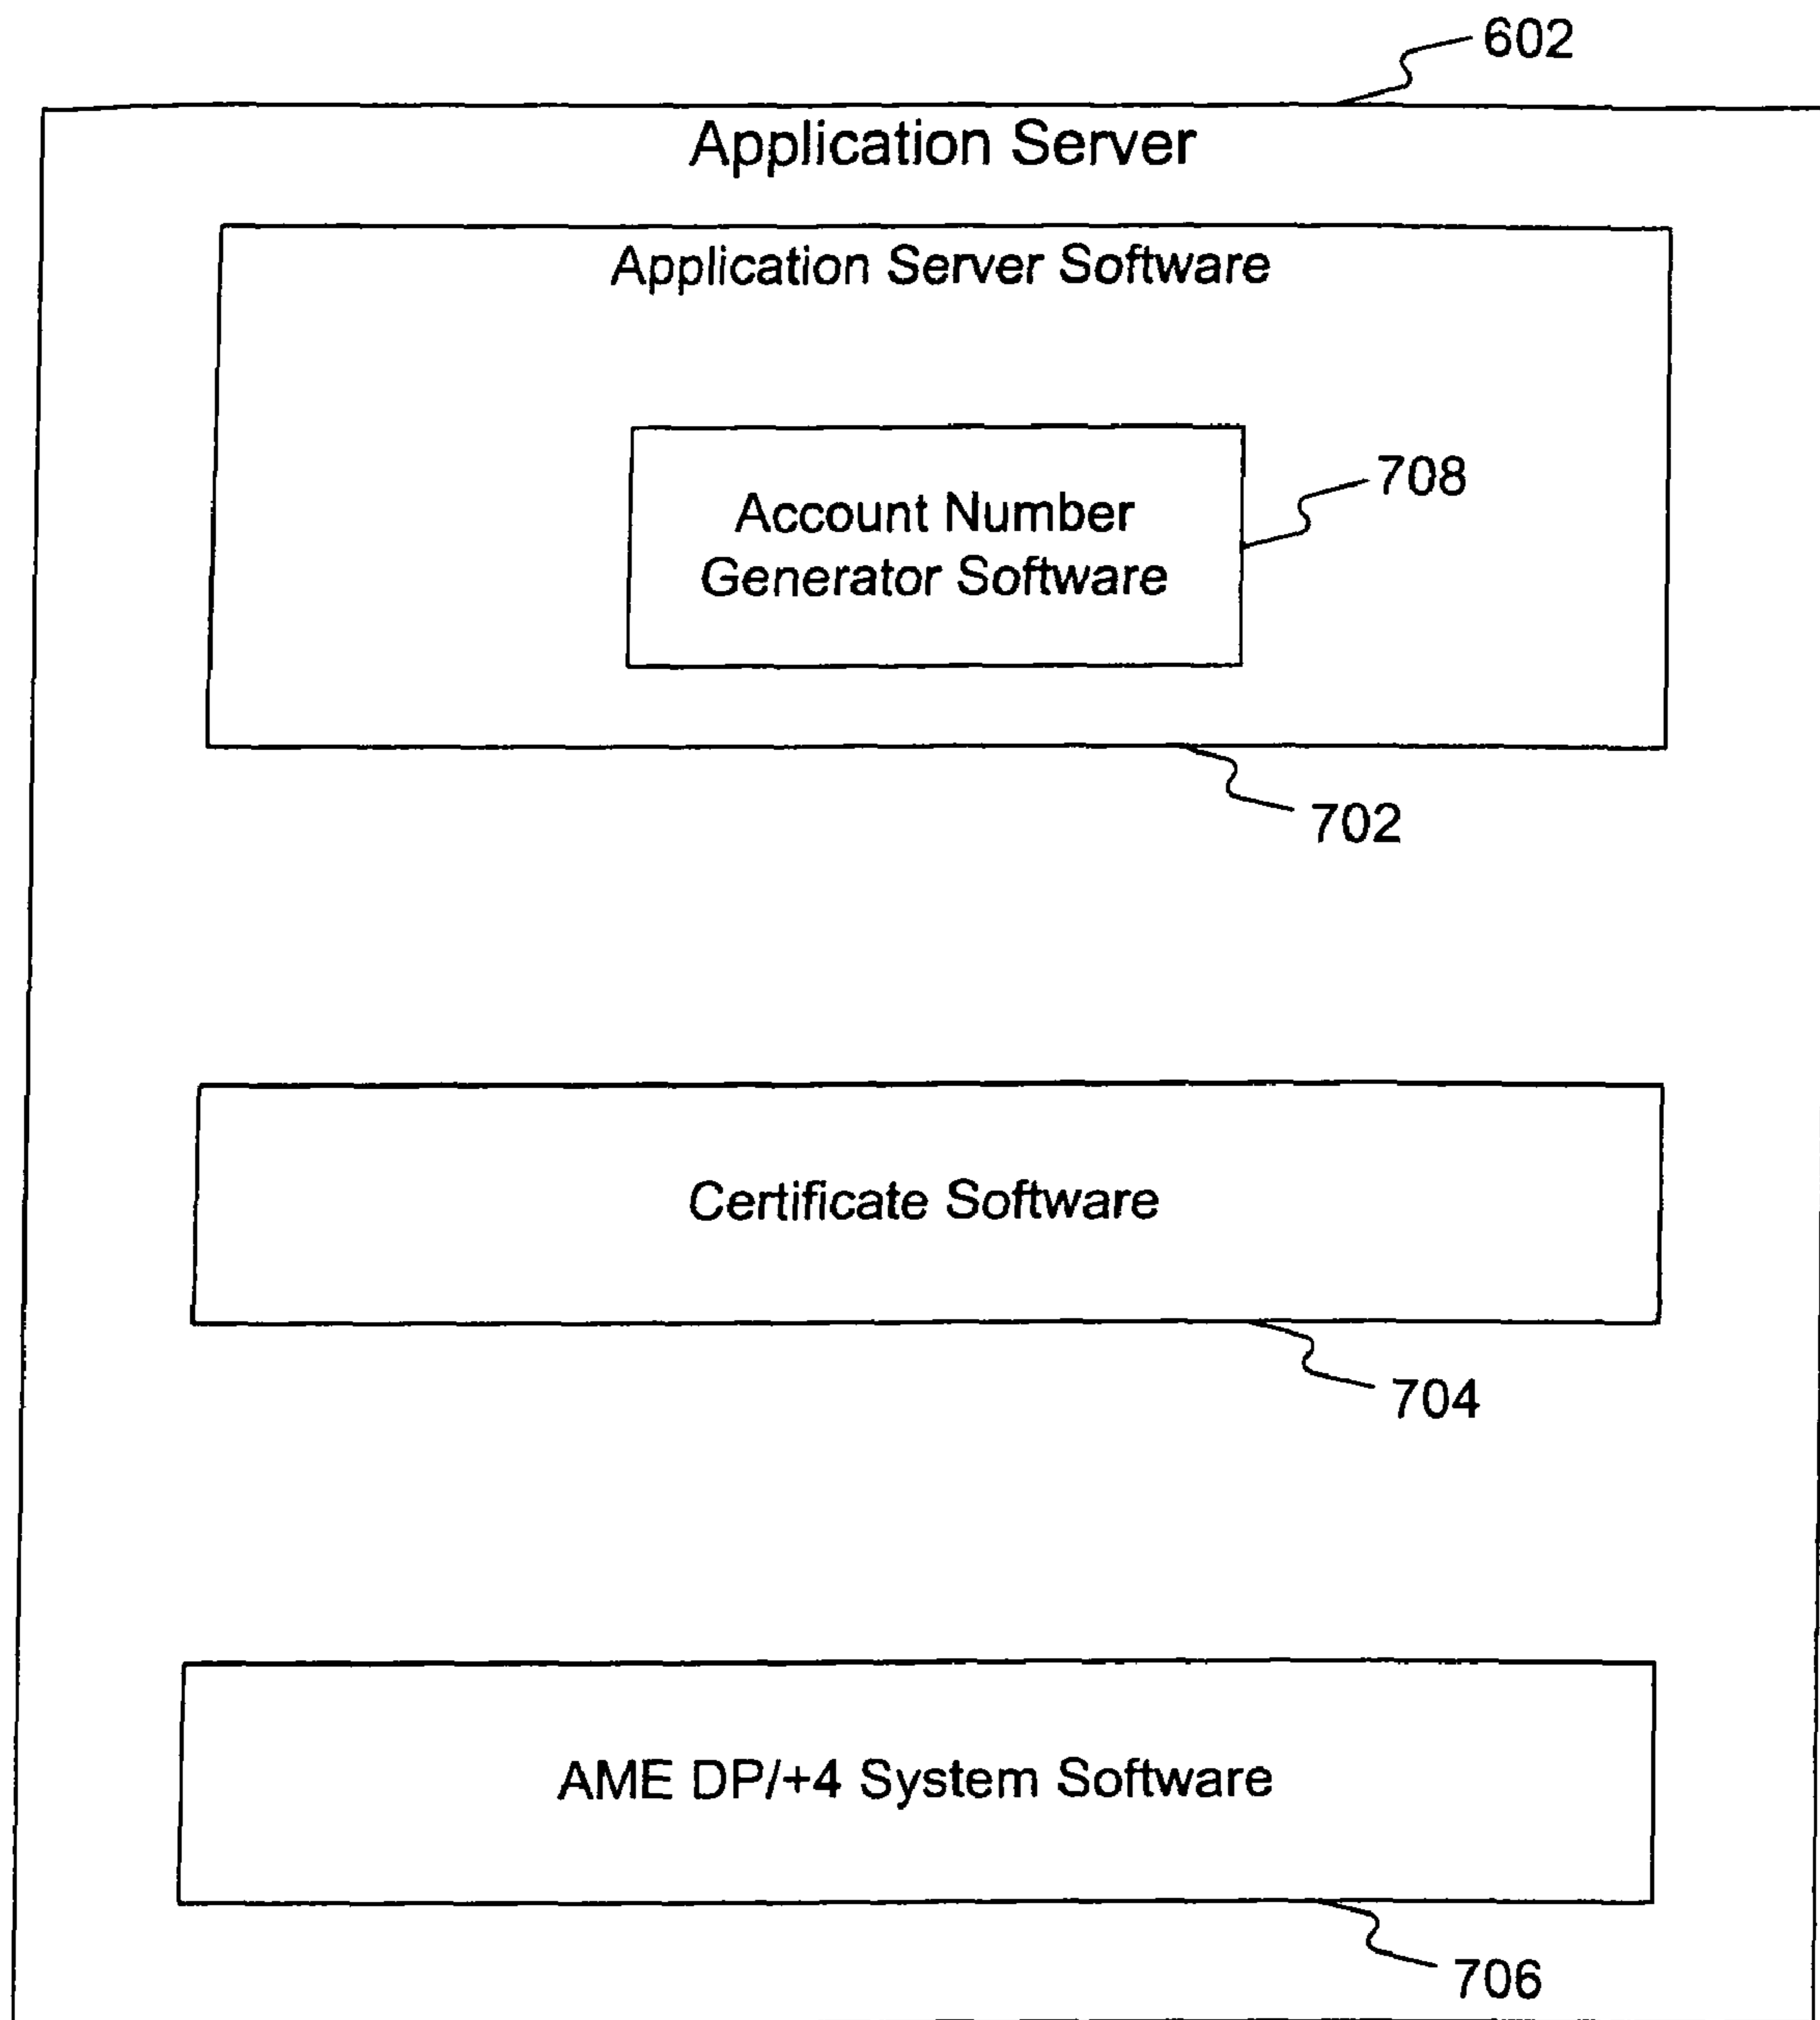 602
Application Server
Application Server Software
708
Account Number
Generator Software
702
Certificate Software
704
AME DP/+4 System Software
706